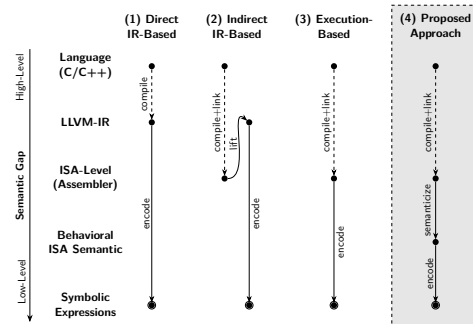 (1) Direct
IR-Based
(2) Indirect
IR-Based
(3) Execution-
Based
(4) Proposed
Approach
High-Level
Semantic Gap
Low-Level
Language
(C/C++)
LLVM-IR
ISA-Level
(Assembler)
Behavioral
ISA Semantic
Symbolic
Expressions
compile
encode
compile+link
lift
encode
compile+link
encode
compile+link
semanticize
encode